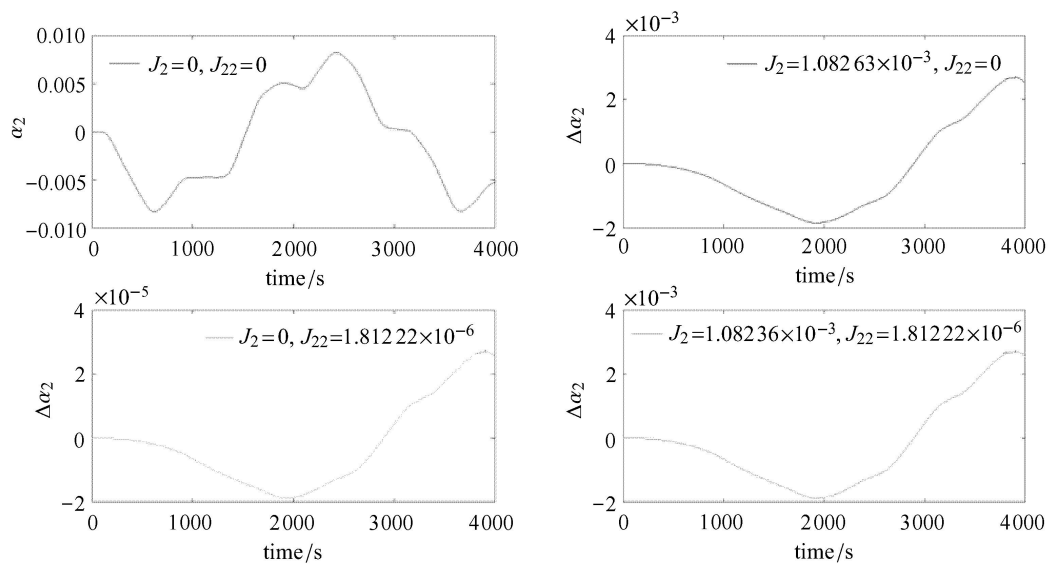 0.010
0.005
0
−0.005
−0.010
α₂
J₂=0, J₂₂=0
0 1000 2000 3000 4000
time/s
×10⁻³
4
2
0
−2
Δα₂
J₂=1.082 63×10⁻³, J₂₂=0
0 1000 2000 3000 4000
time/s
×10⁻⁵
4
2
0
−2
Δα₂
J₂=0, J₂₂=1.812 22×10⁻⁶
0 1000 2000 3000 4000
time/s
×10⁻³
4
2
0
−2
Δα₂
J₂=1.082 36×10⁻³, J₂₂=1.812 22×10⁻⁶
0 1000 2000 3000 4000
time/s